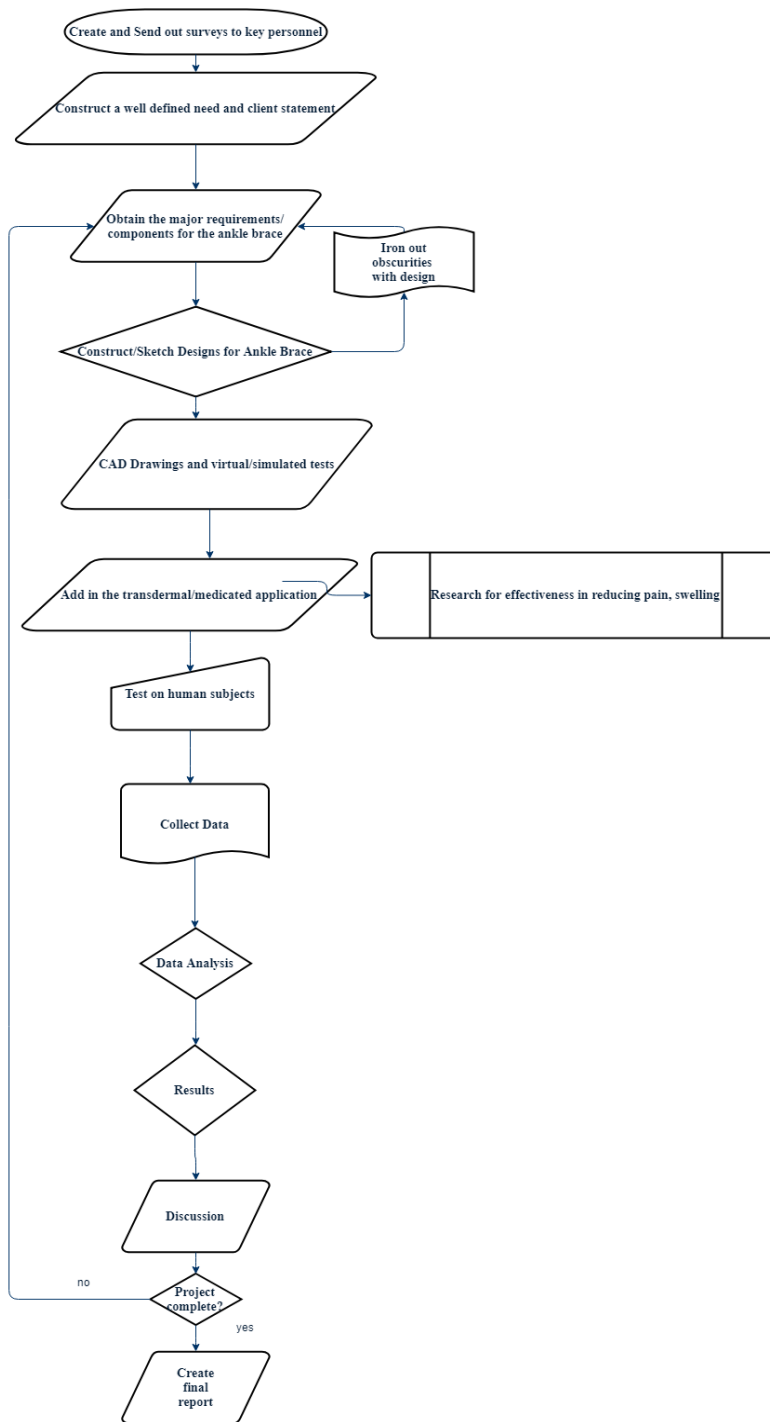 Create and Send out surveys to key personnel
Construct a well defined need and client statement
Obtain the major requirements/
components for the ankle brace
Iron out
obscurities
with design
Construct/Sketch Designs for Ankle Brace
CAD Drawings and virtual/simulated tests
Add in the transdermal/medicated application
Research for effectiveness in reducing pain, swelling
Test on human subjects
Collect Data
Data Analysis
Results
Discussion
no
Project
complete?
yes
Create
final
report